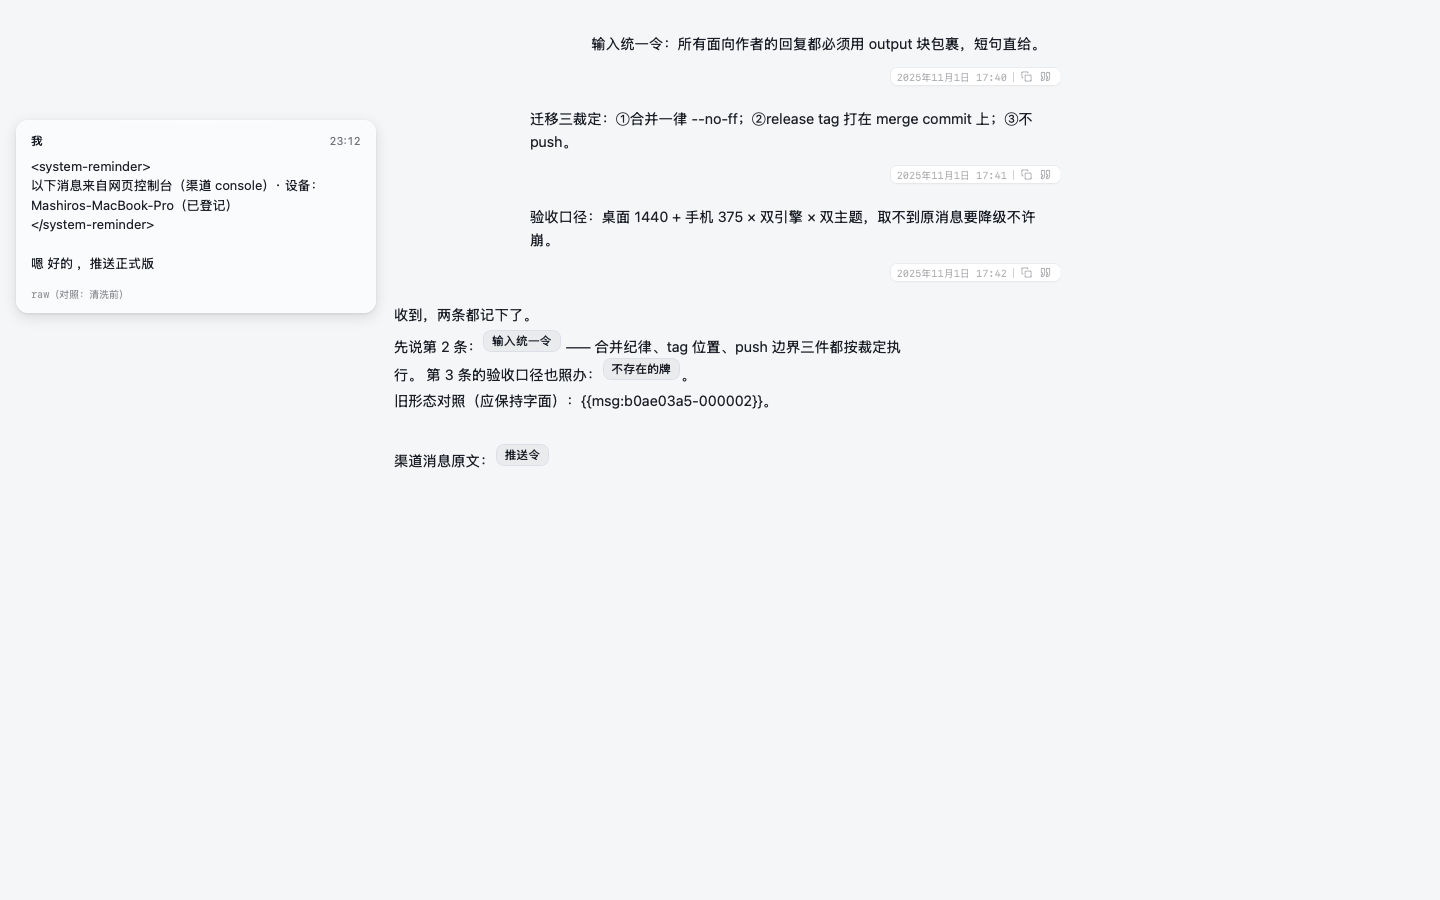 输入统一令：所有面向作者的回复都必须用 output 块包裹，短句直给。
2025年11月1日 17:40
迁移三裁定：①合并一律 --no-ff；②release tag 打在 merge commit 上；③不
push。
2025年11月1日 17:41
验收口径：桌面 1440 + 手机 375 × 双引擎 × 双主题，取不到原消息要降级不许
崩。
2025年11月1日 17:42
我 23:12
<system-reminder>
以下消息来自网页控制台（渠道 console）· 设备：
Mashiros-MacBook-Pro（已登记）
</system-reminder>
嗯 好的 ，推送正式版
raw（对照：清洗前）
收到，两条都记下了。
先说第 2 条： 输入统一令 —— 合并纪律、tag 位置、push 边界三件都按裁定执
行。 第 3 条的验收口径也照办： 不存在的牌 。
旧形态对照（应保持字面）：{{msg:b0ae03a5-000002}}。
渠道消息原文： 推送令